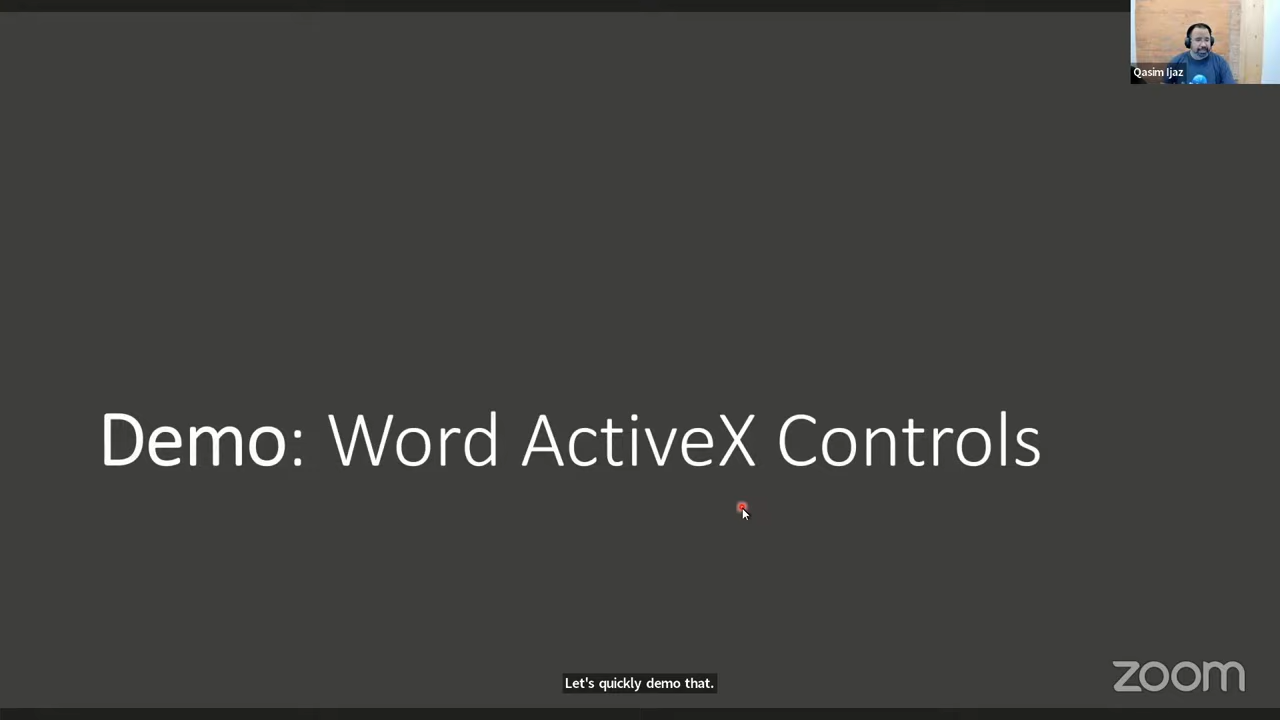 Qasim Ijaz
Demo: Word ActiveX Controls
Let's quickly demo that.
zoom